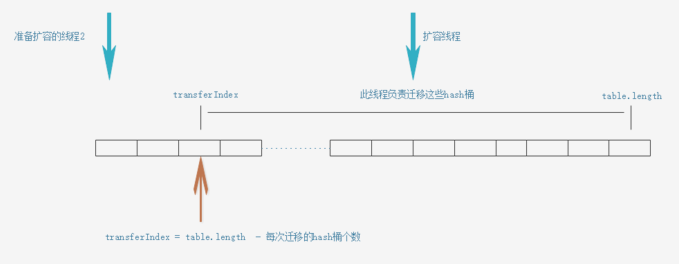 准备扩容的线程2
扩容线程
transferIndex
此线程负责迁移这些hash桶
table.length
transferIndex = table.length - 每次迁移的hash桶个数